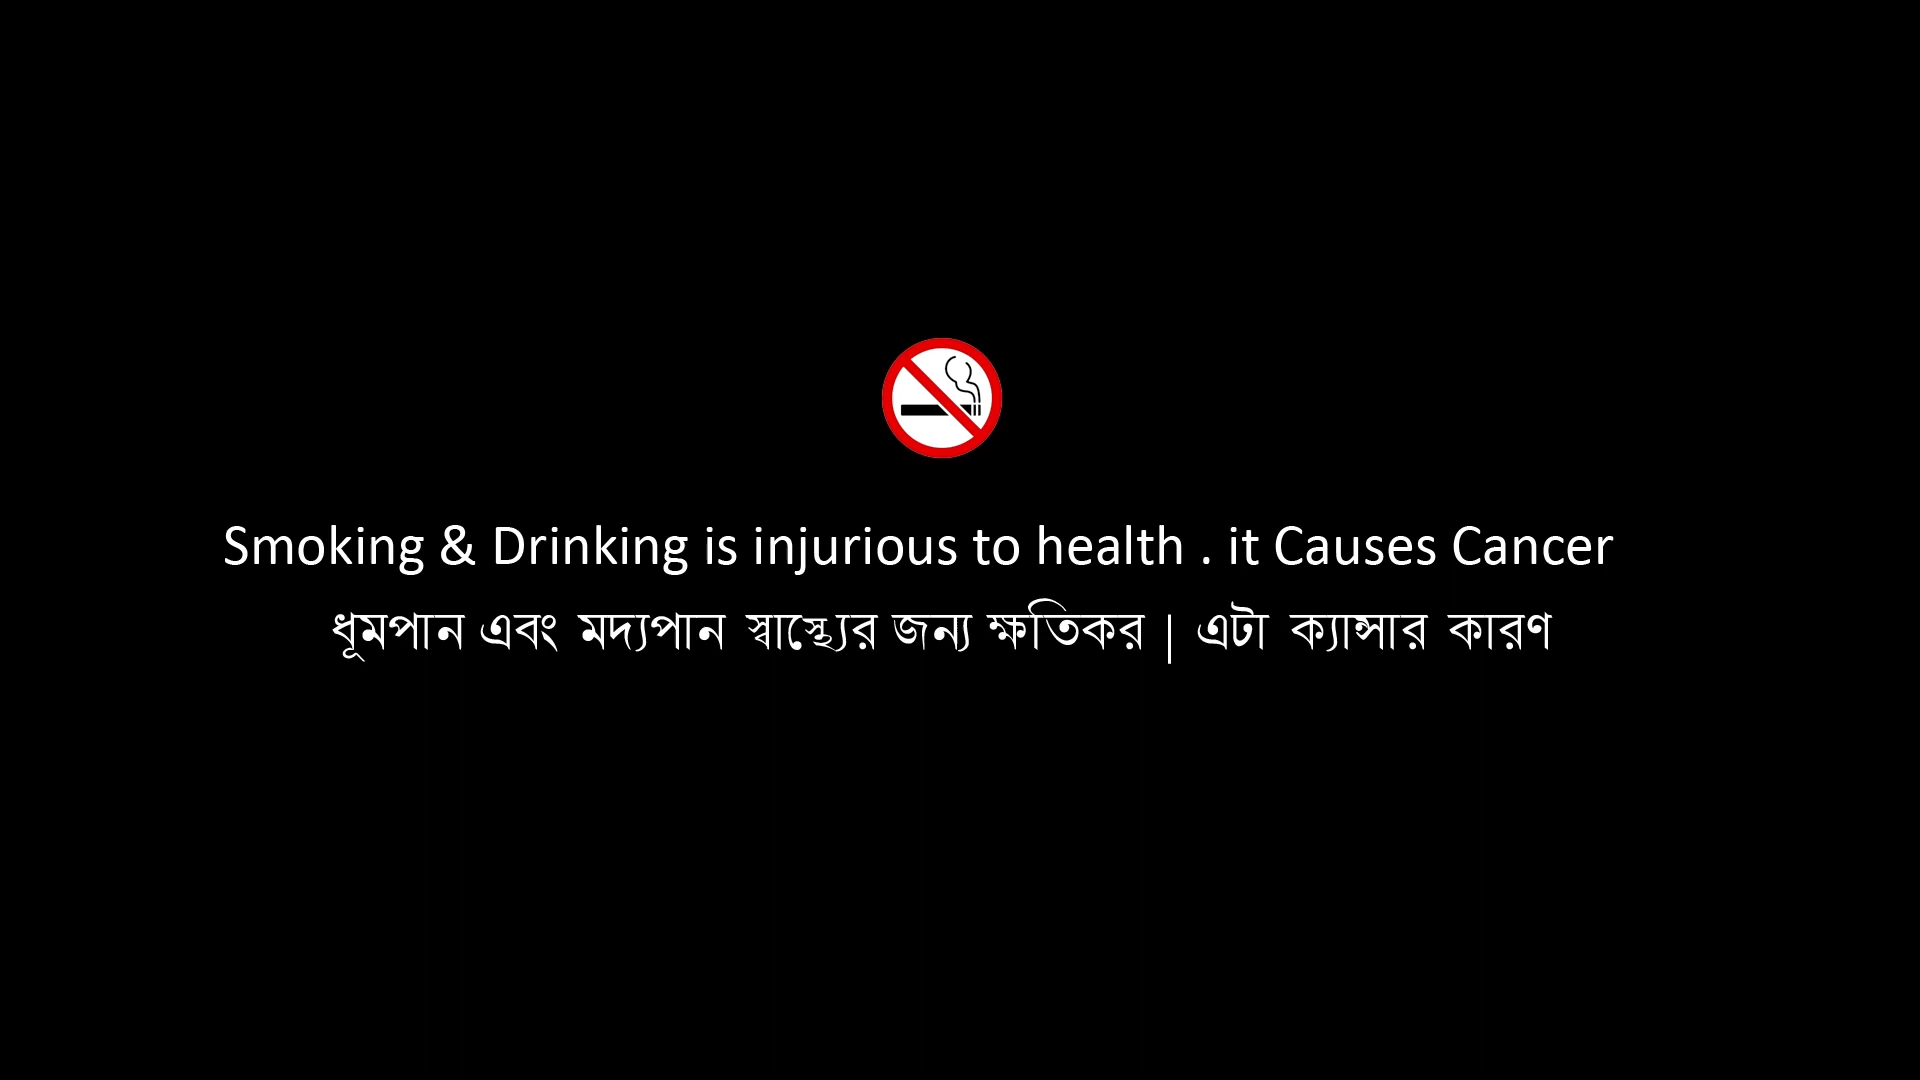 Smoking & Drinking is injurious to health . it Causes Cancer
ধূমপান এবং মদ্যপান স্বাস্থ্যের জন্য ক্ষতিকর | এটা ক্যান্সার কারণ